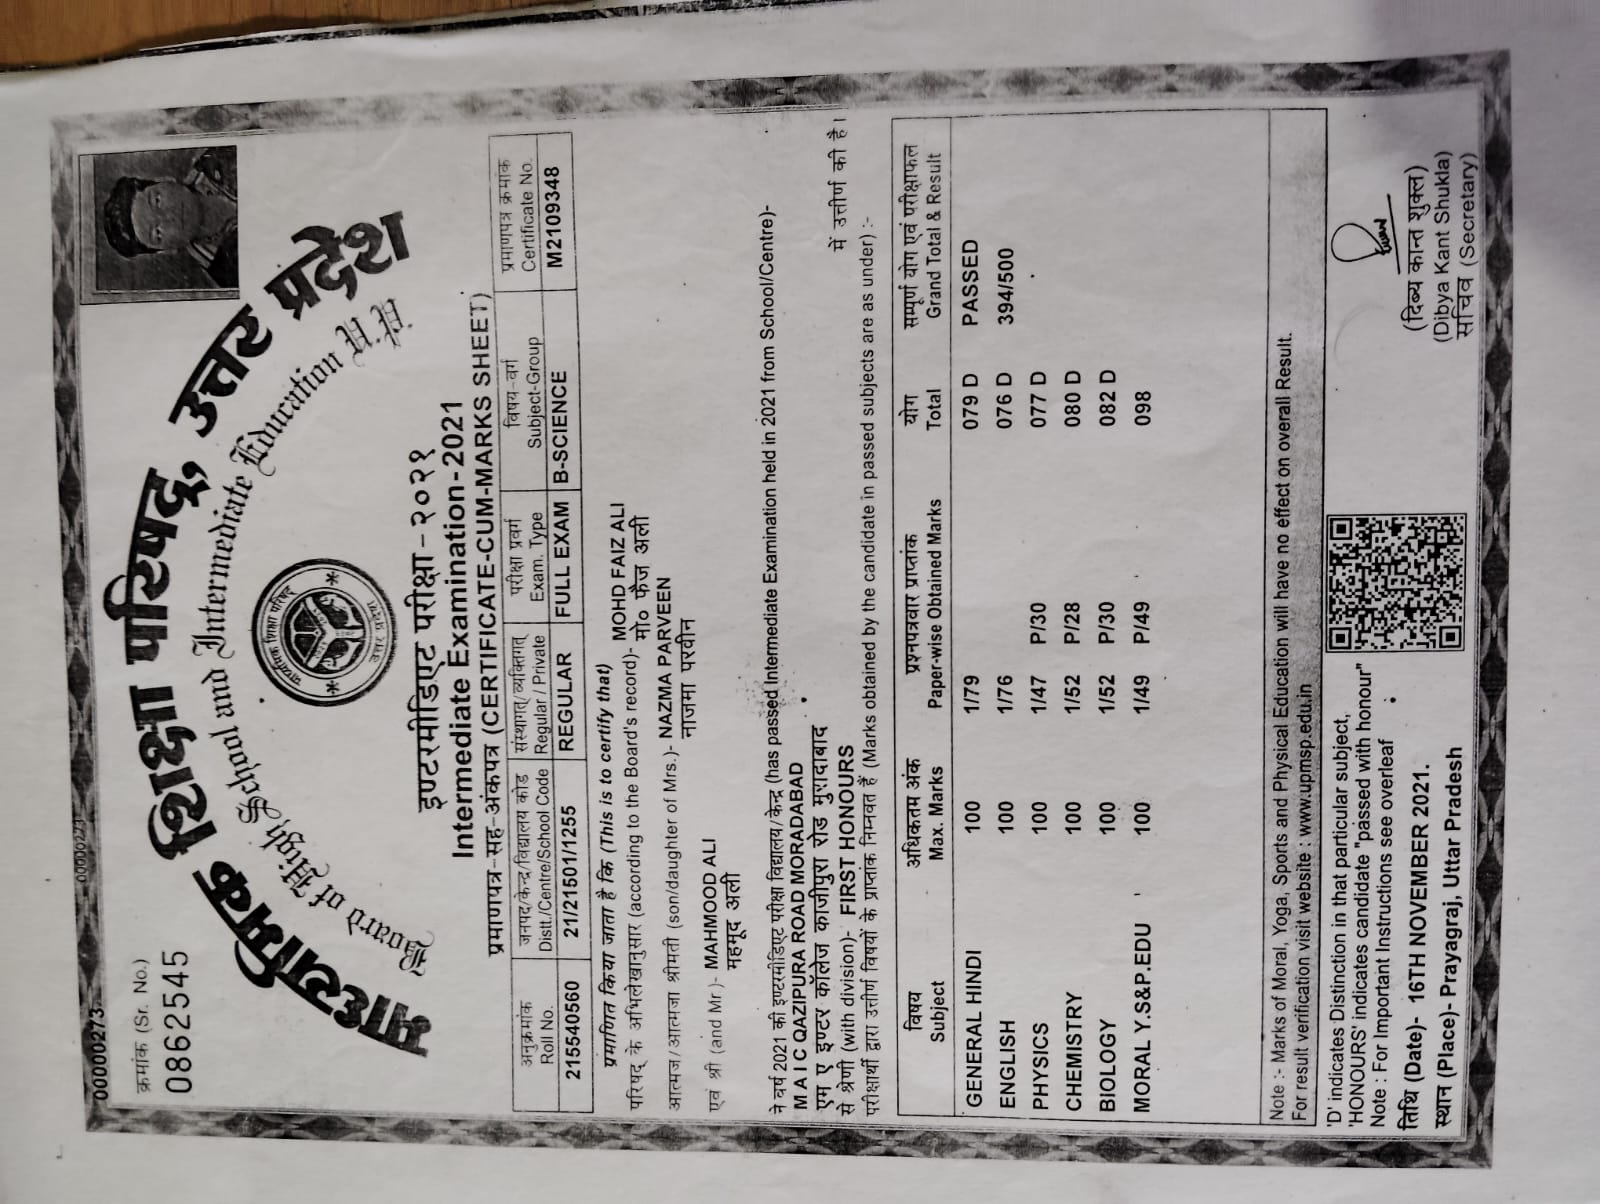 00000273
00000273
क्रमांक (Sr. No.)
0862545
माध्यमिक शिक्षा परिषद्, उत्तर प्रदेश
Board of High School and Intermediate Education U.P.
माध्यमिक शिक्षा परिषद्
उत्तर प्रदेश
इण्टरमीडिएट परीक्षा-२०२१
Intermediate Examination-2021
प्रमाणपत्र-सह-अंकपत्र (CERTIFICATE-CUM-MARKS SHEET)
अनुक्रमांक जनपद/केन्द्र/विद्यालय कोड संस्थागत/व्यक्तिगत परीक्षा प्रवर्ग विषय-वर्ग प्रमाणपत्र क्रमांक
Roll No. Distt./Centre/School Code Regular / Private Exam. Type Subject-Group Certificate No.
215540560 21/21501/1255 REGULAR FULL EXAM B-SCIENCE M2109348
प्रमाणित किया जाता है कि (This is to certify that)
परिषद् के अभिलेखानुसार (according to the Board's record)- MOHD FAIZ ALI
मो० फैज अली
आत्मज/आत्मजा श्रीमती (son/daughter of Mrs.)- NAZMA PARVEEN
नाजमा परवीन
एवं श्री (and Mr.)- MAHMOOD ALI
महमूद अली
ने वर्ष 2021 की इण्टरमीडिएट परीक्षा विद्यालय/केन्द्र (has passed Intermediate Examination held in 2021 from School/Centre)-
M A I C QAZIPURA ROAD MORADABAD
एम ए इण्टर कॉलेज काजीपुरा रोड मुरादाबाद
से श्रेणी (with division)- FIRST HONOURS में उत्तीर्ण की है।
परीक्षार्थी द्वारा उत्तीर्ण विषयों के प्राप्तांक निम्नवत हैं (Marks obtained by the candidate in passed subjects are as under) :-
विषय अधिकतम अंक प्रश्नपत्रवार प्राप्तांक योग सम्पूर्ण योग एवं परीक्षाफल
Subject Max. Marks Paper-wise Obtained Marks Total Grand Total & Result
GENERAL HINDI 100 1/79 079 D PASSED
ENGLISH 100 1/76 076 D 394/500
PHYSICS 100 1/47 P/30 077 D
CHEMISTRY 100 1/52 P/28 080 D
BIOLOGY 100 1/52 P/30 082 D
MORAL Y.S&P.EDU 100 1/49 P/49 098
Note :- Marks of Moral, Yoga, Sports and Physical Education will have no effect on overall Result.
For result verification visit website : www.upmsp.edu.in
'D' indicates Distinction in that particular subject,
'HONOURS' indicates candidate "passed with honour"
Note : For Important Instructions see overleaf
तिथि (Date)- 16TH NOVEMBER 2021.
स्थान (Place)- Prayagraj, Uttar Pradesh
(दिब्य कान्त शुक्ल)
(Dibya Kant Shukla)
सचिव (Secretary)